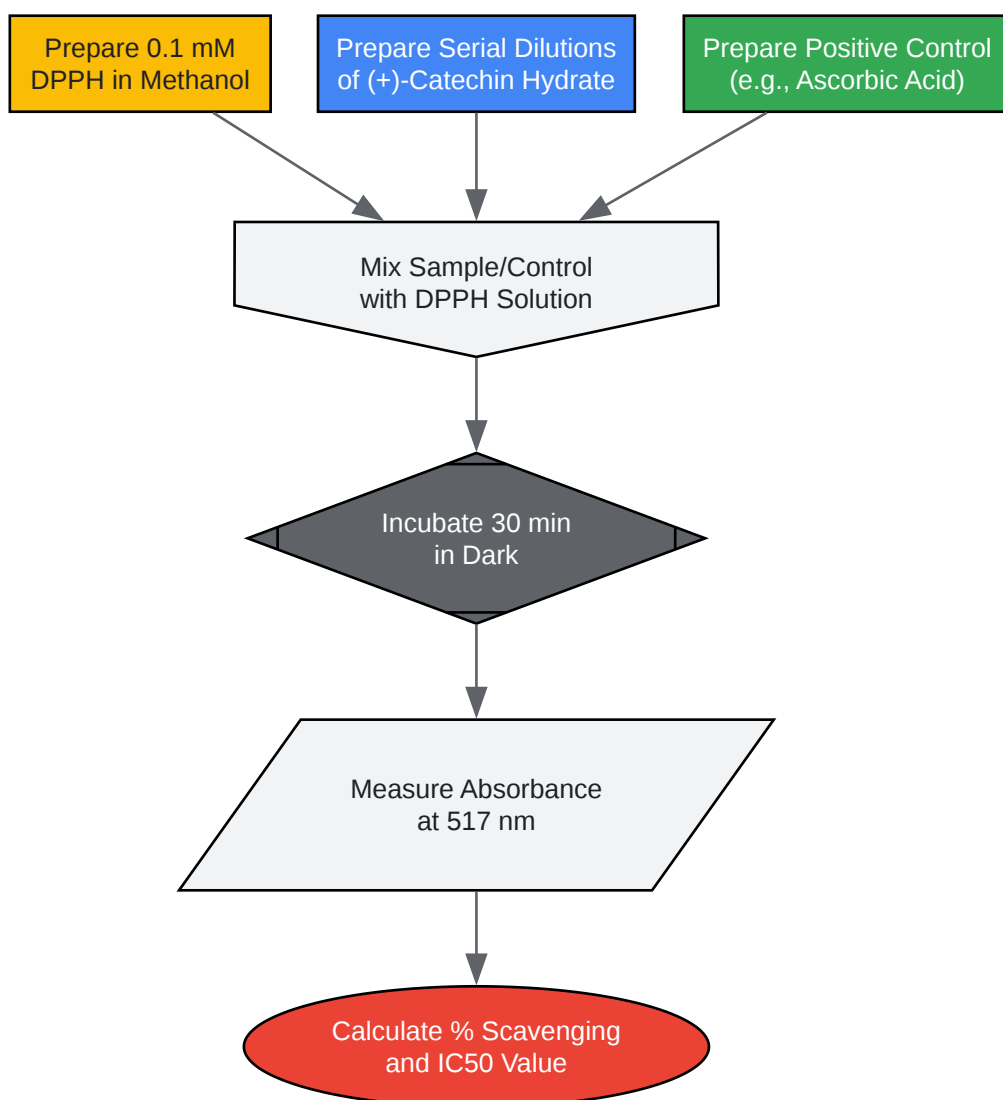 Prepare 0.1 mM
DPPH in Methanol
Prepare Serial Dilutions
of (+)-Catechin Hydrate
Prepare Positive Control
(e.g., Ascorbic Acid)
Mix Sample/Control
with DPPH Solution
Incubate 30 min
in Dark
Measure Absorbance
at 517 nm
Calculate % Scavenging
and IC50 Value